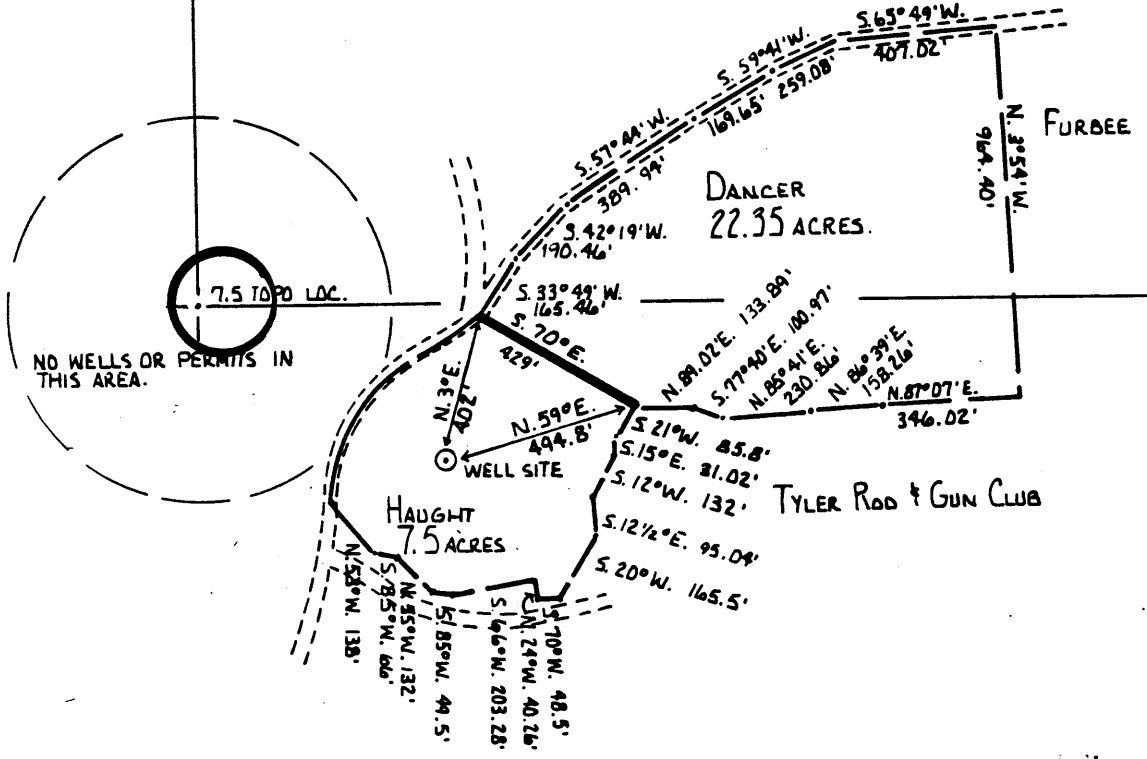 S. 65° 49' W.
407.02'
S. 59° 41' W.
259.08'
169.65'
S. 57° 44' W.
389. 94'
FURBEE
N. 3° 54' W.
964. 40'
DANCER
22.35 ACRES.
S. 42° 19' W.
190.46'
7.5 TOPO LOC.
S. 33° 49' W.
165.46'
S. 70° E.
429'
NO WELLS OR PERMITS IN
THIS AREA.
N. 89.02'E. 133.89'
S. 77° 40' E. 100.97'
N. 85° 41' E.
230.86'
N. 86° 39' E.
158.26'
N. 87° 07' E.
346.02'
N. 3° E.
402'
N. 59° E.
494.8'
WELL SITE
S. 21° W. 85.8'
S. 15° E. 81.02'
S. 12° W. 132'
S. 12½° E. 95.04'
S. 20° W. 165.5'
TYLER ROD & GUN CLUB
HAUGHT
7.5 ACRES
N. 53° W. 138'
S. 85° W. 66'
N. 55° W. 132'
S. 85° W. 49.5'
S. 66° W. 203.28'
N. 24° W. 40.26'
S. 70° W. 48.5'